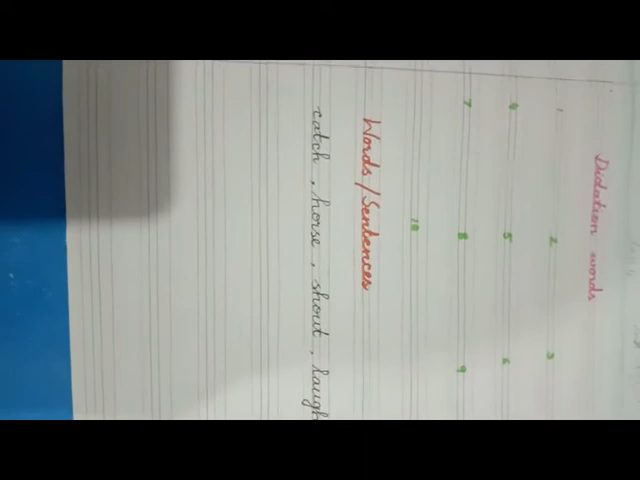 Dictation words
1 2 3
4 5 6
7 8 9
10
Words/Sentences
catch, horse, shout, laugh